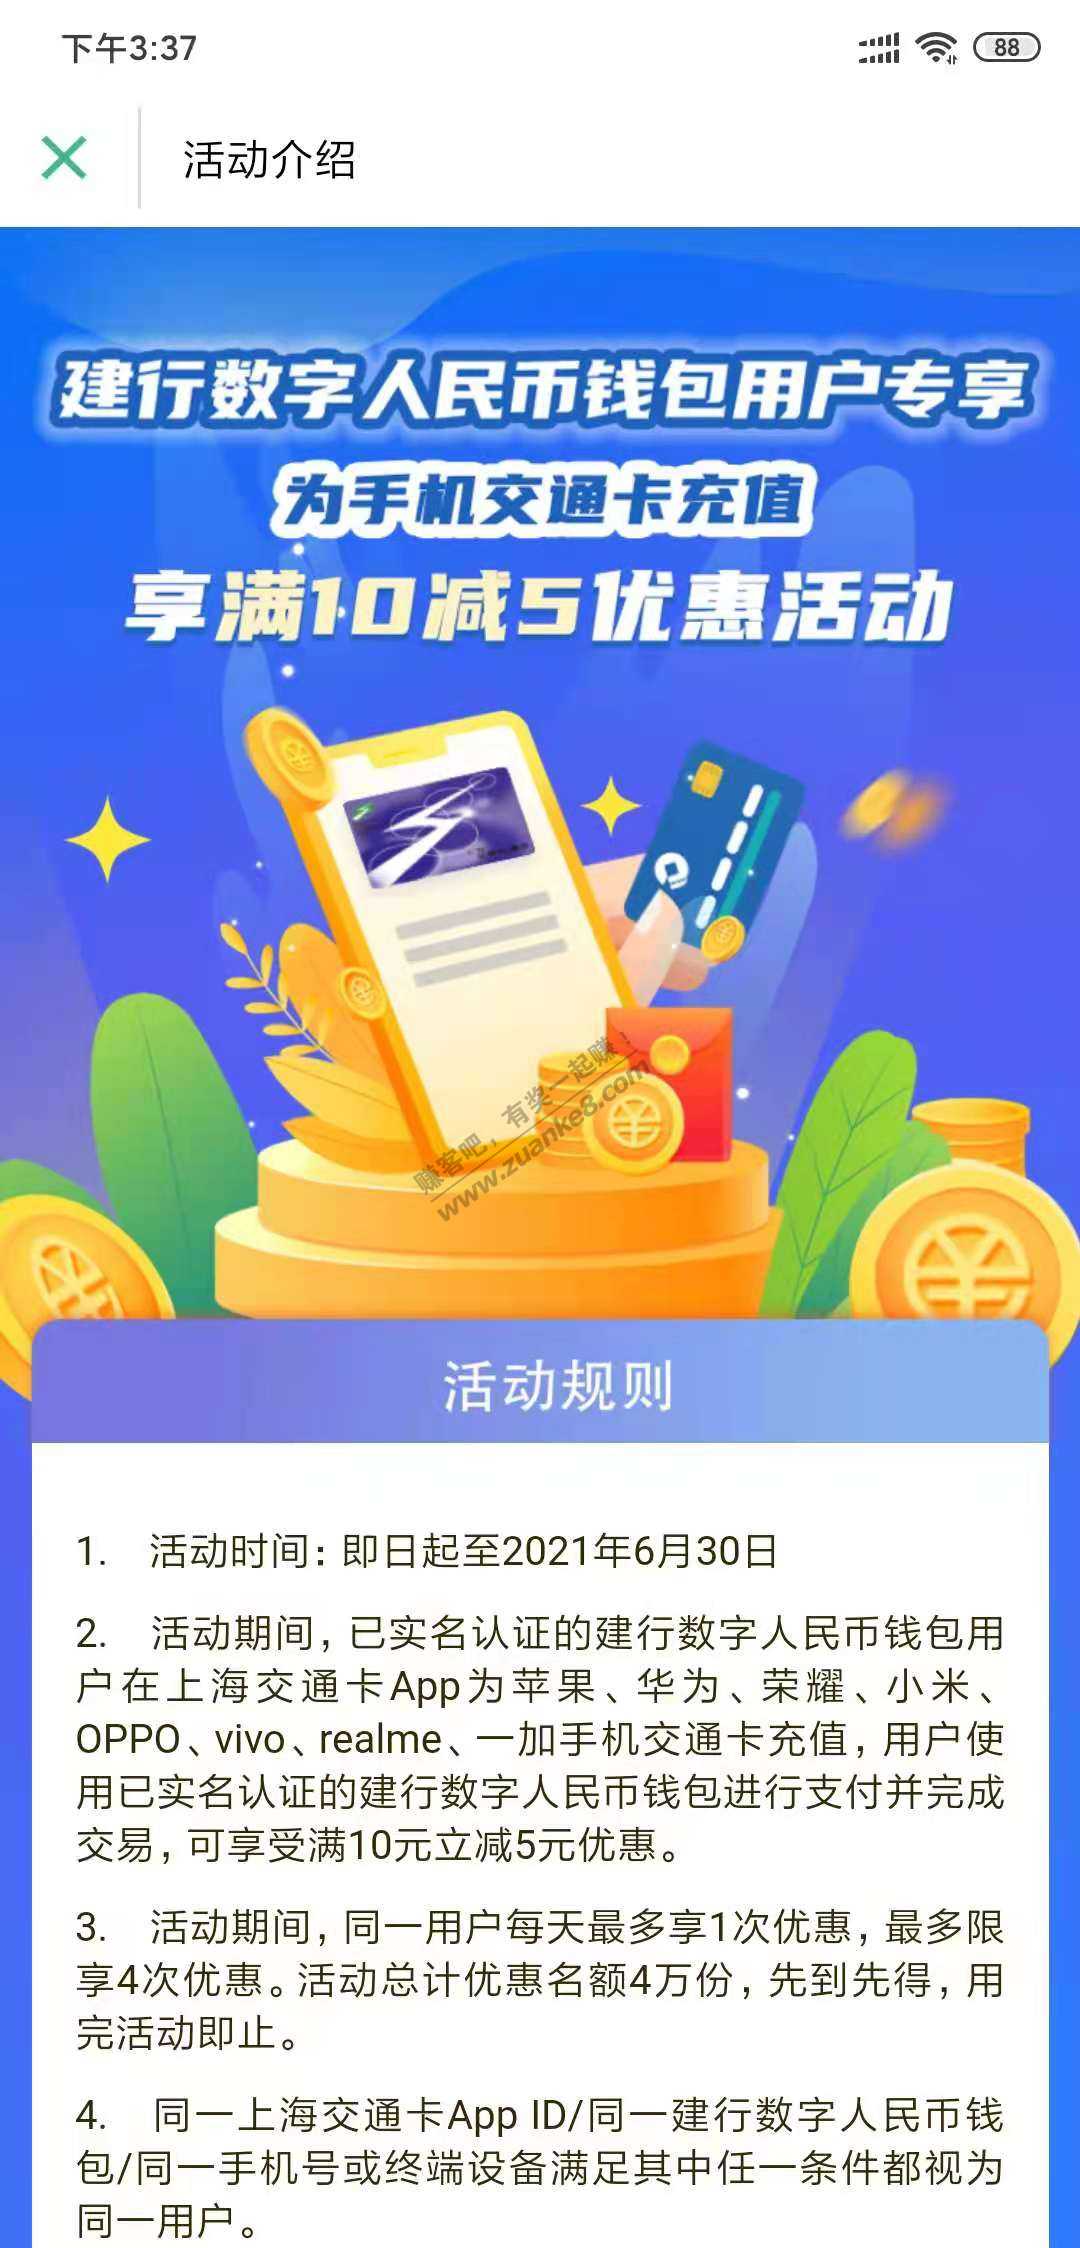 下午3:37
88
活动介绍
建行数字人民币钱包用户专享
为手机交通卡充值
享满10减5优惠活动
赚客吧，有奖一起赚！
www.zuanke8.com
活动规则
1. 活动时间：即日起至2021年6月30日
2. 活动期间，已实名认证的建行数字人民币钱包用
户在上海交通卡App为苹果、华为、荣耀、小米、
OPPO、vivo、realme、一加手机交通卡充值，用户使
用已实名认证的建行数字人民币钱包进行支付并完成
交易，可享受满10元立减5元优惠。
3. 活动期间，同一用户每天最多享1次优惠，最多限
享4次优惠。活动总计优惠名额4万份，先到先得，用
完活动即止。
4. 同一上海交通卡App ID/同一建行数字人民币钱
包/同一手机号或终端设备满足其中任一条件都视为
同一用户。